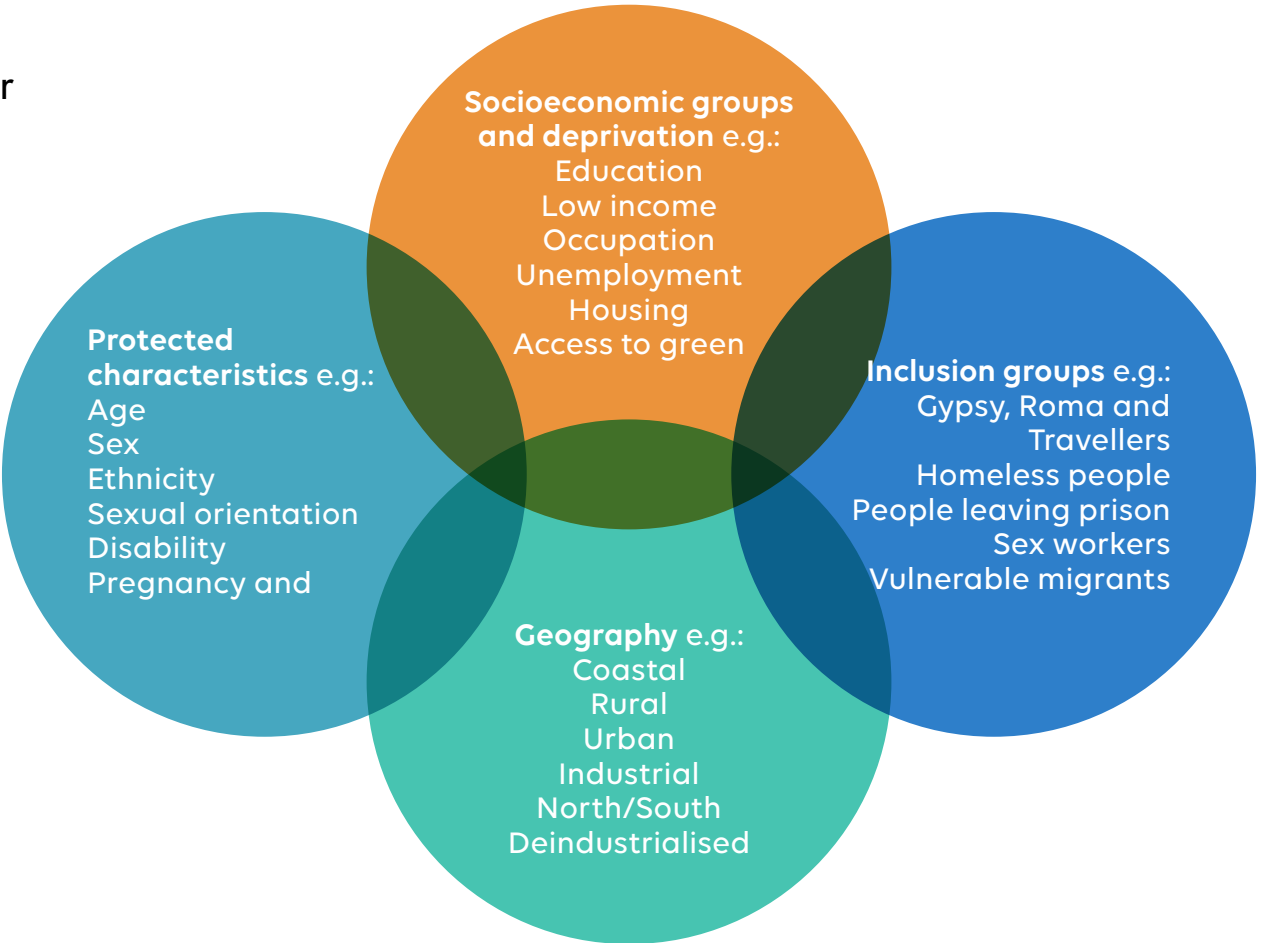 r
Socioeconomic groups
and deprivation e.g.:
Education
Low income
Occupation
Unemployment
Housing
Access to green
Protected
characteristics e.g.:
Age
Sex
Ethnicity
Sexual orientation
Disability
Pregnancy and
Inclusion groups e.g.:
Gypsy, Roma and
Travellers
Homeless people
People leaving prison
Sex workers
Vulnerable migrants
Geography e.g.:
Coastal
Rural
Urban
Industrial
North/South
Deindustrialised